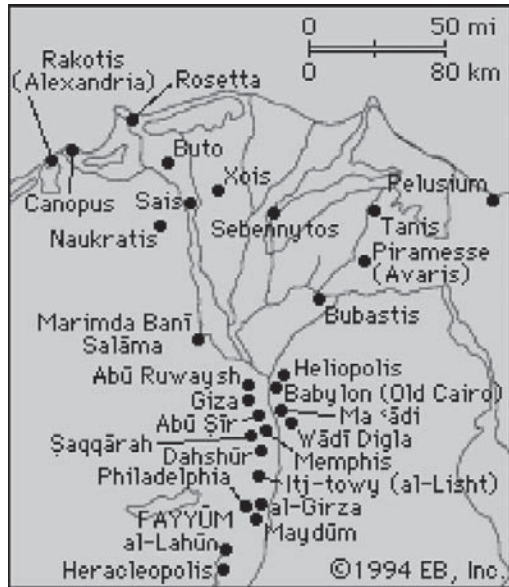 0 50 mi
0 80 km
Rakotis
(Alexandria)
Rosetta
Buto
Xois
Pelusium
Canopus
Sais
Sebennytos
Tanis
Naukratis
Piramesse
(Avaris)
Bubastis
Marimda Banī
Salāma
Heliopolis
Abū Ruwaysh
Babylon (Old Cairo)
Giza
Maʿādi
Abū Ṣīr
Wādī Digla
Ṣaqqārah
Memphis
Dahshūr
Itj-towy (al-Lisht)
Philadelphia
al-Girza
FAYYŪM
Maydūm
al-Lahūn
Heracleopolis
©1994 EB, Inc.